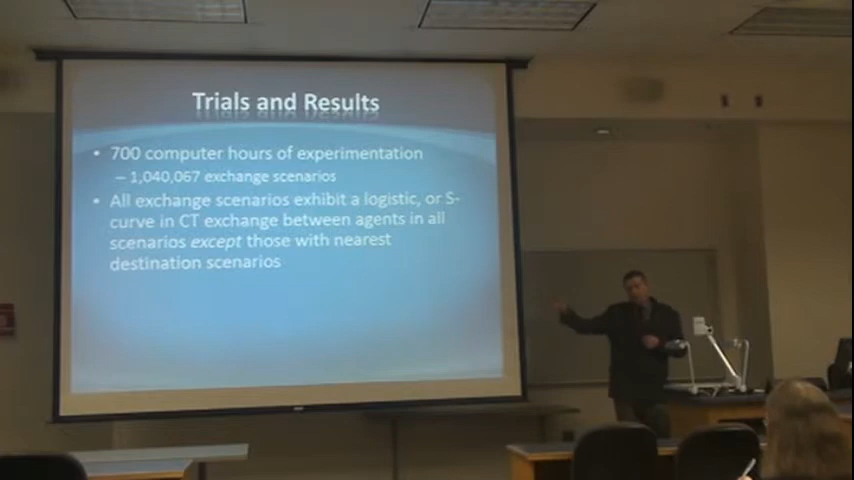 Trials and Results
• 700 computer hours of experimentation
– 1,040,067 exchange scenarios
• All exchange scenarios exhibit a logistic, or S-
curve in CT exchange between agents in all
scenarios except those with nearest
destination scenarios